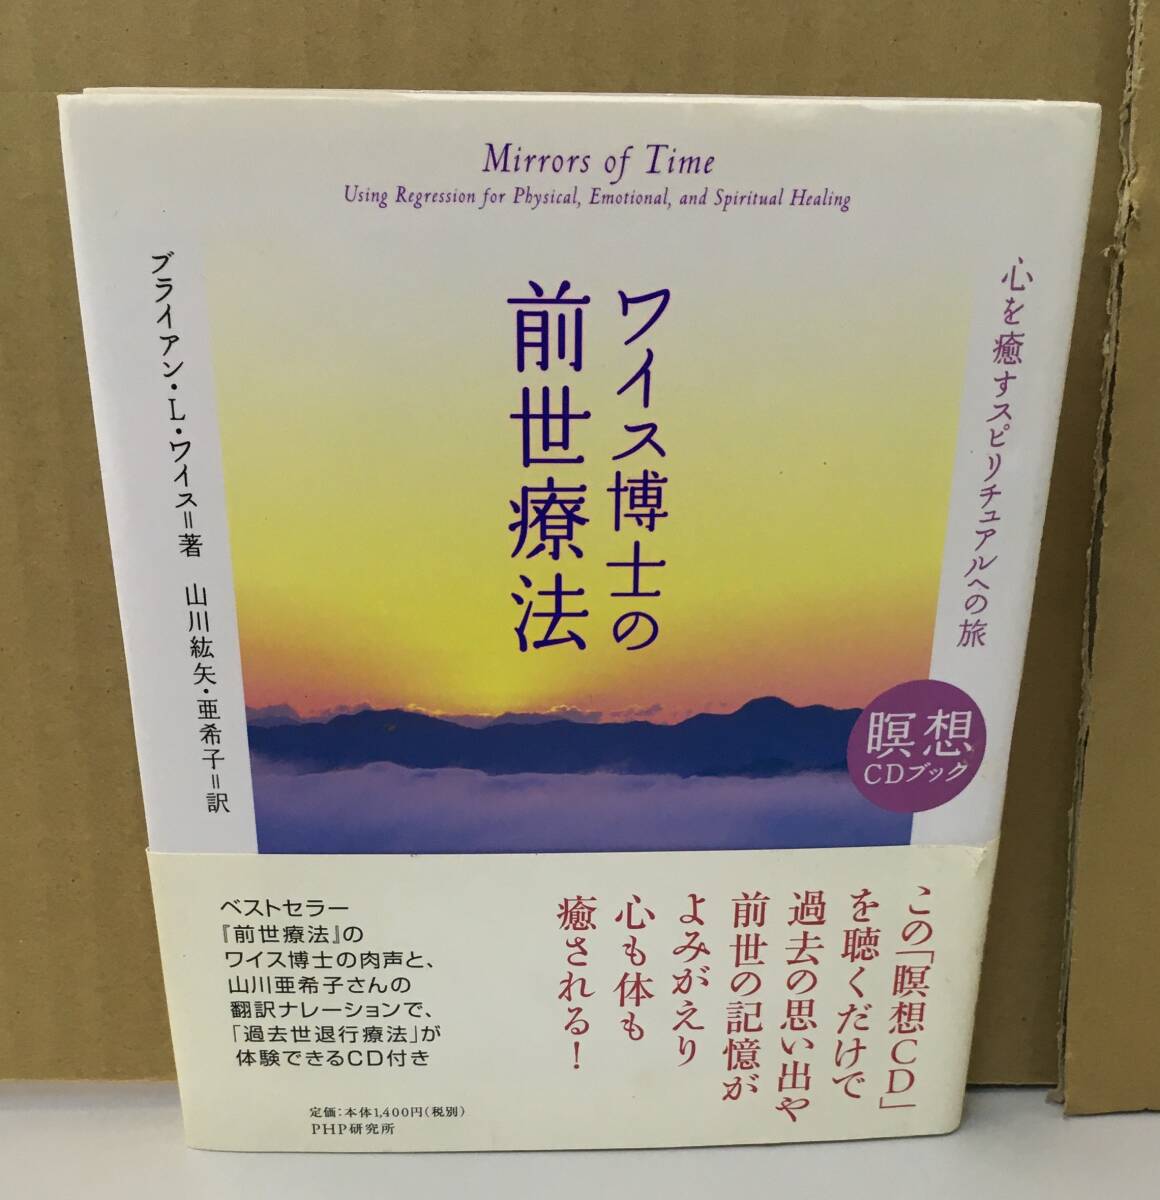 Mirrors of Time
Using Regression for Physical, Emotional, and Spiritual Healing
心を癒すスピリチュアルへの旅
ワイス博士の
前世療法
ブライアン・L・ワイス=著 山川紘矢・亜希子=訳
瞑想
CDブック
この「瞑想CD」
を聴くだけで
過去の思い出や
前世の記憶が
よみがえり
心も体も
癒される!
ベストセラー
『前世療法』の
ワイス博士の肉声と、
山川亜希子さんの
翻訳ナレーションで、
「過去世退行療法」が
体験できるCD付き
定価:本体1,400円(税別)
PHP研究所